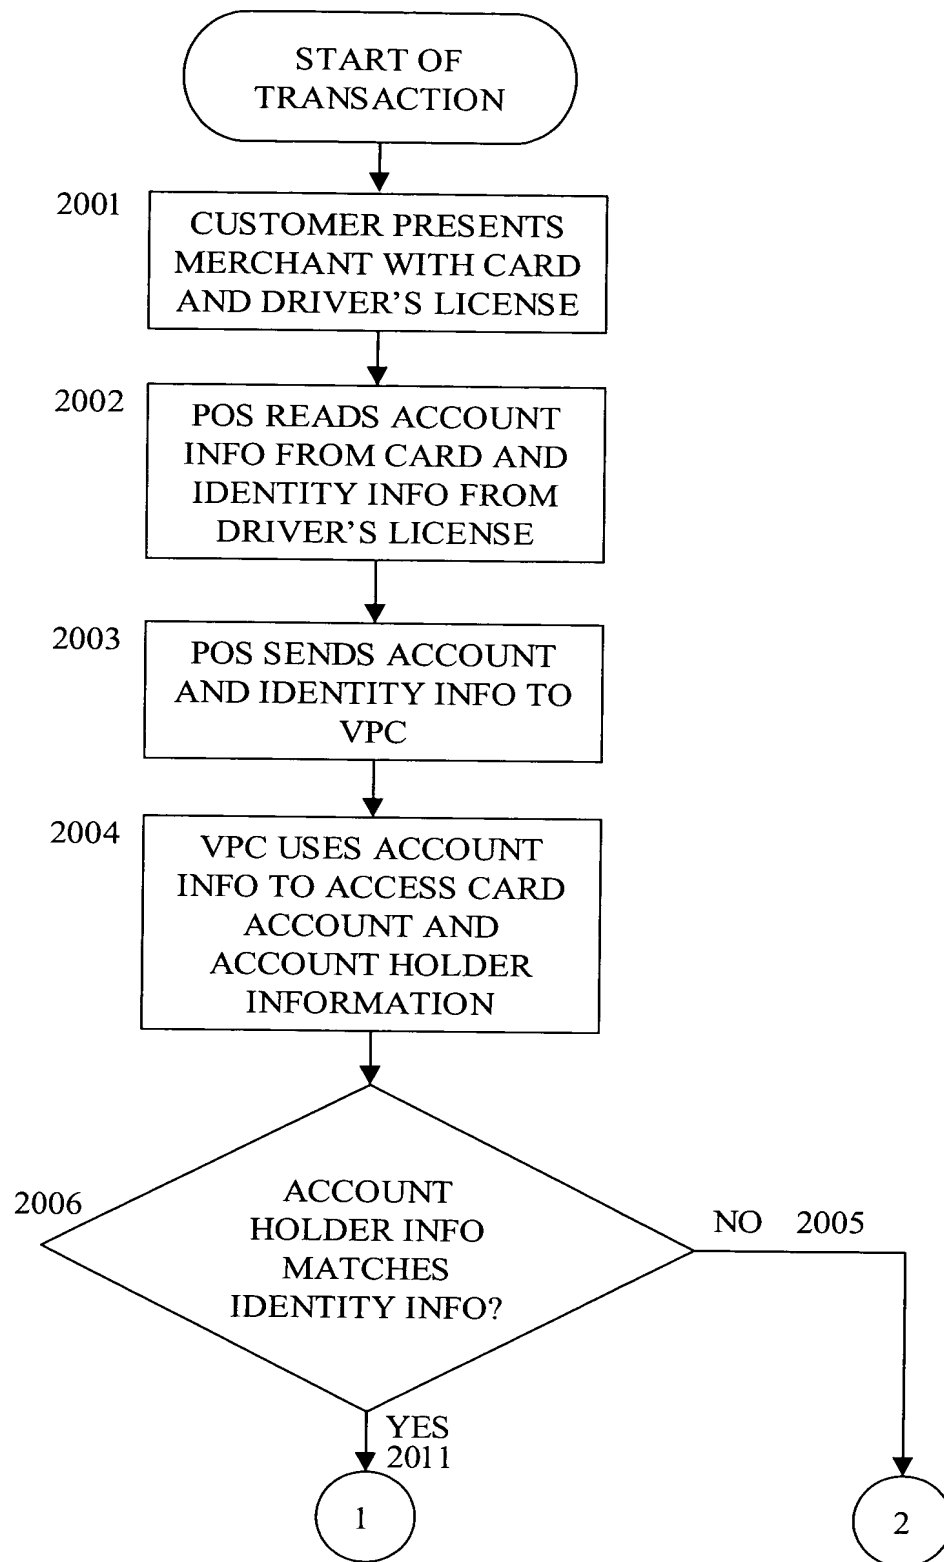 START OF
TRANSACTION
2001
CUSTOMER PRESENTS
MERCHANT WITH CARD
AND DRIVER'S LICENSE
2002
POS READS ACCOUNT
INFO FROM CARD AND
IDENTITY INFO FROM
DRIVER'S LICENSE
2003
POS SENDS ACCOUNT
AND IDENTITY INFO TO
VPC
2004
VPC USES ACCOUNT
INFO TO ACCESS CARD
ACCOUNT AND
ACCOUNT HOLDER
INFORMATION
2006
ACCOUNT
HOLDER INFO
MATCHES
IDENTITY INFO?
NO 2005
YES
2011
1
2